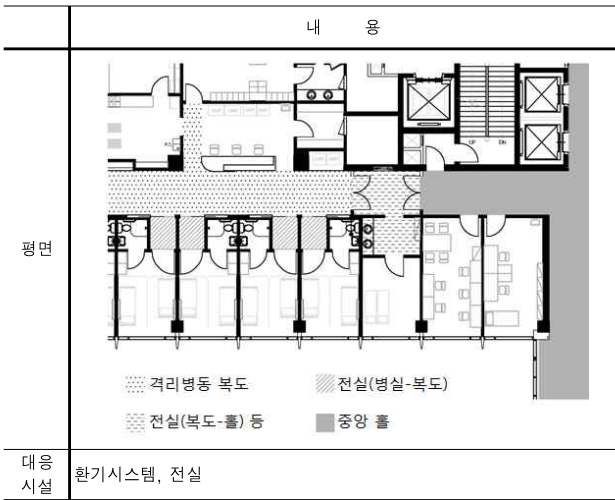 내 용
평면
UP DN
격리병동 복도
전실(병실-복도)
전실(복도-홀) 등
중앙 홀
대응
시설
환기시스템, 전실